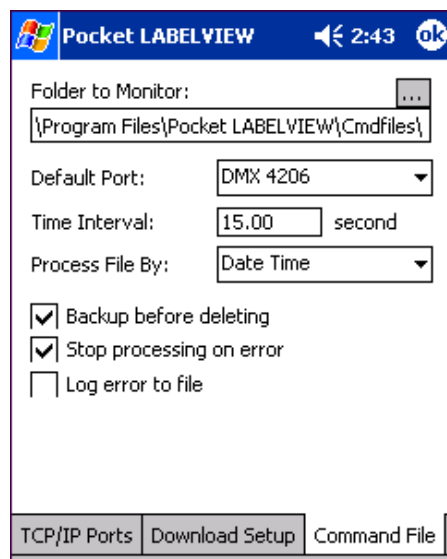 Pocket LABELVIEW 2:43 ok
Folder to Monitor: ...
\Program Files\Pocket LABELVIEW\Cmdfiles\
Default Port: DMX 4206
Time Interval: 15.00 second
Process File By: Date Time
Backup before deleting
Stop processing on error
Log error to file
TCP/IP Ports Download Setup Command File